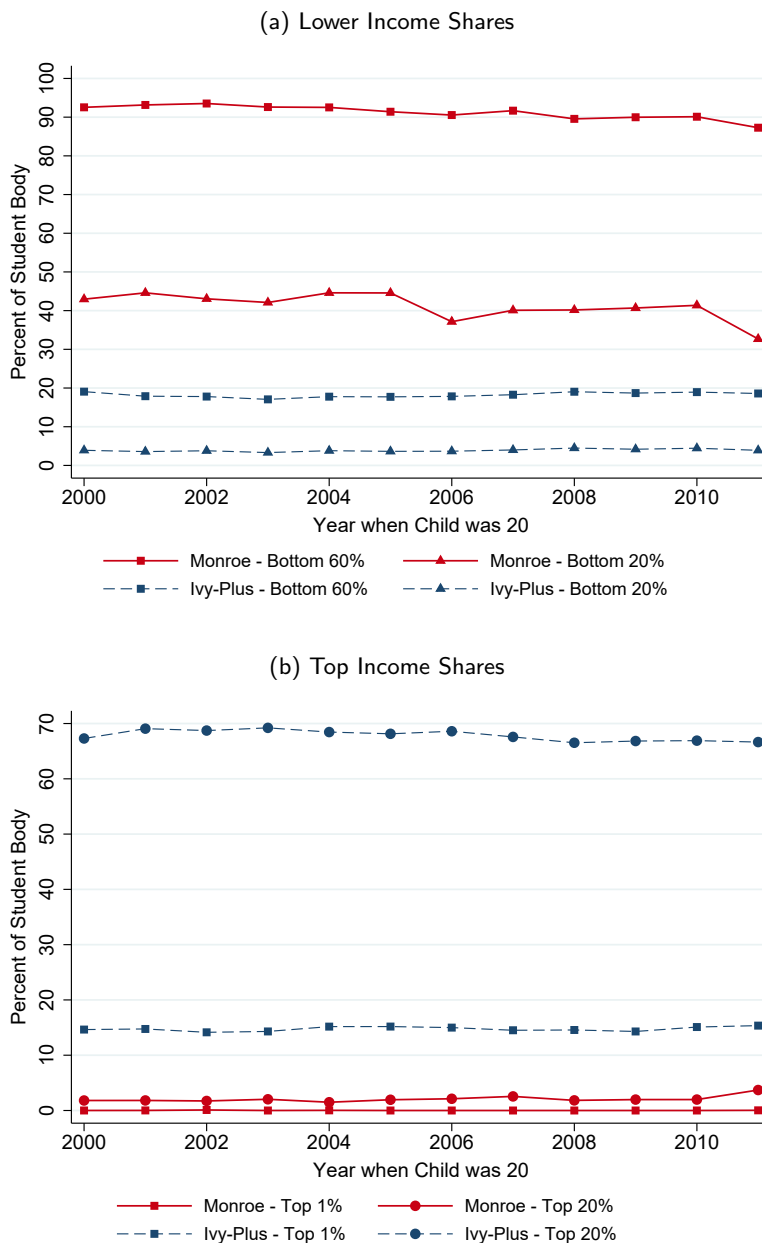 (a) Lower Income Shares
Percent of Student Body
100
90
80
70
60
50
40
30
20
10
0
2000 2002 2004 2006 2008 2010
Year when Child was 20
Monroe - Bottom 60% Monroe - Bottom 20%
Ivy-Plus - Bottom 60% Ivy-Plus - Bottom 20%
(b) Top Income Shares
Percent of Student Body
70
60
50
40
30
20
10
0
2000 2002 2004 2006 2008 2010
Year when Child was 20
Monroe - Top 1% Monroe - Top 20%
Ivy-Plus - Top 1% Ivy-Plus - Top 20%